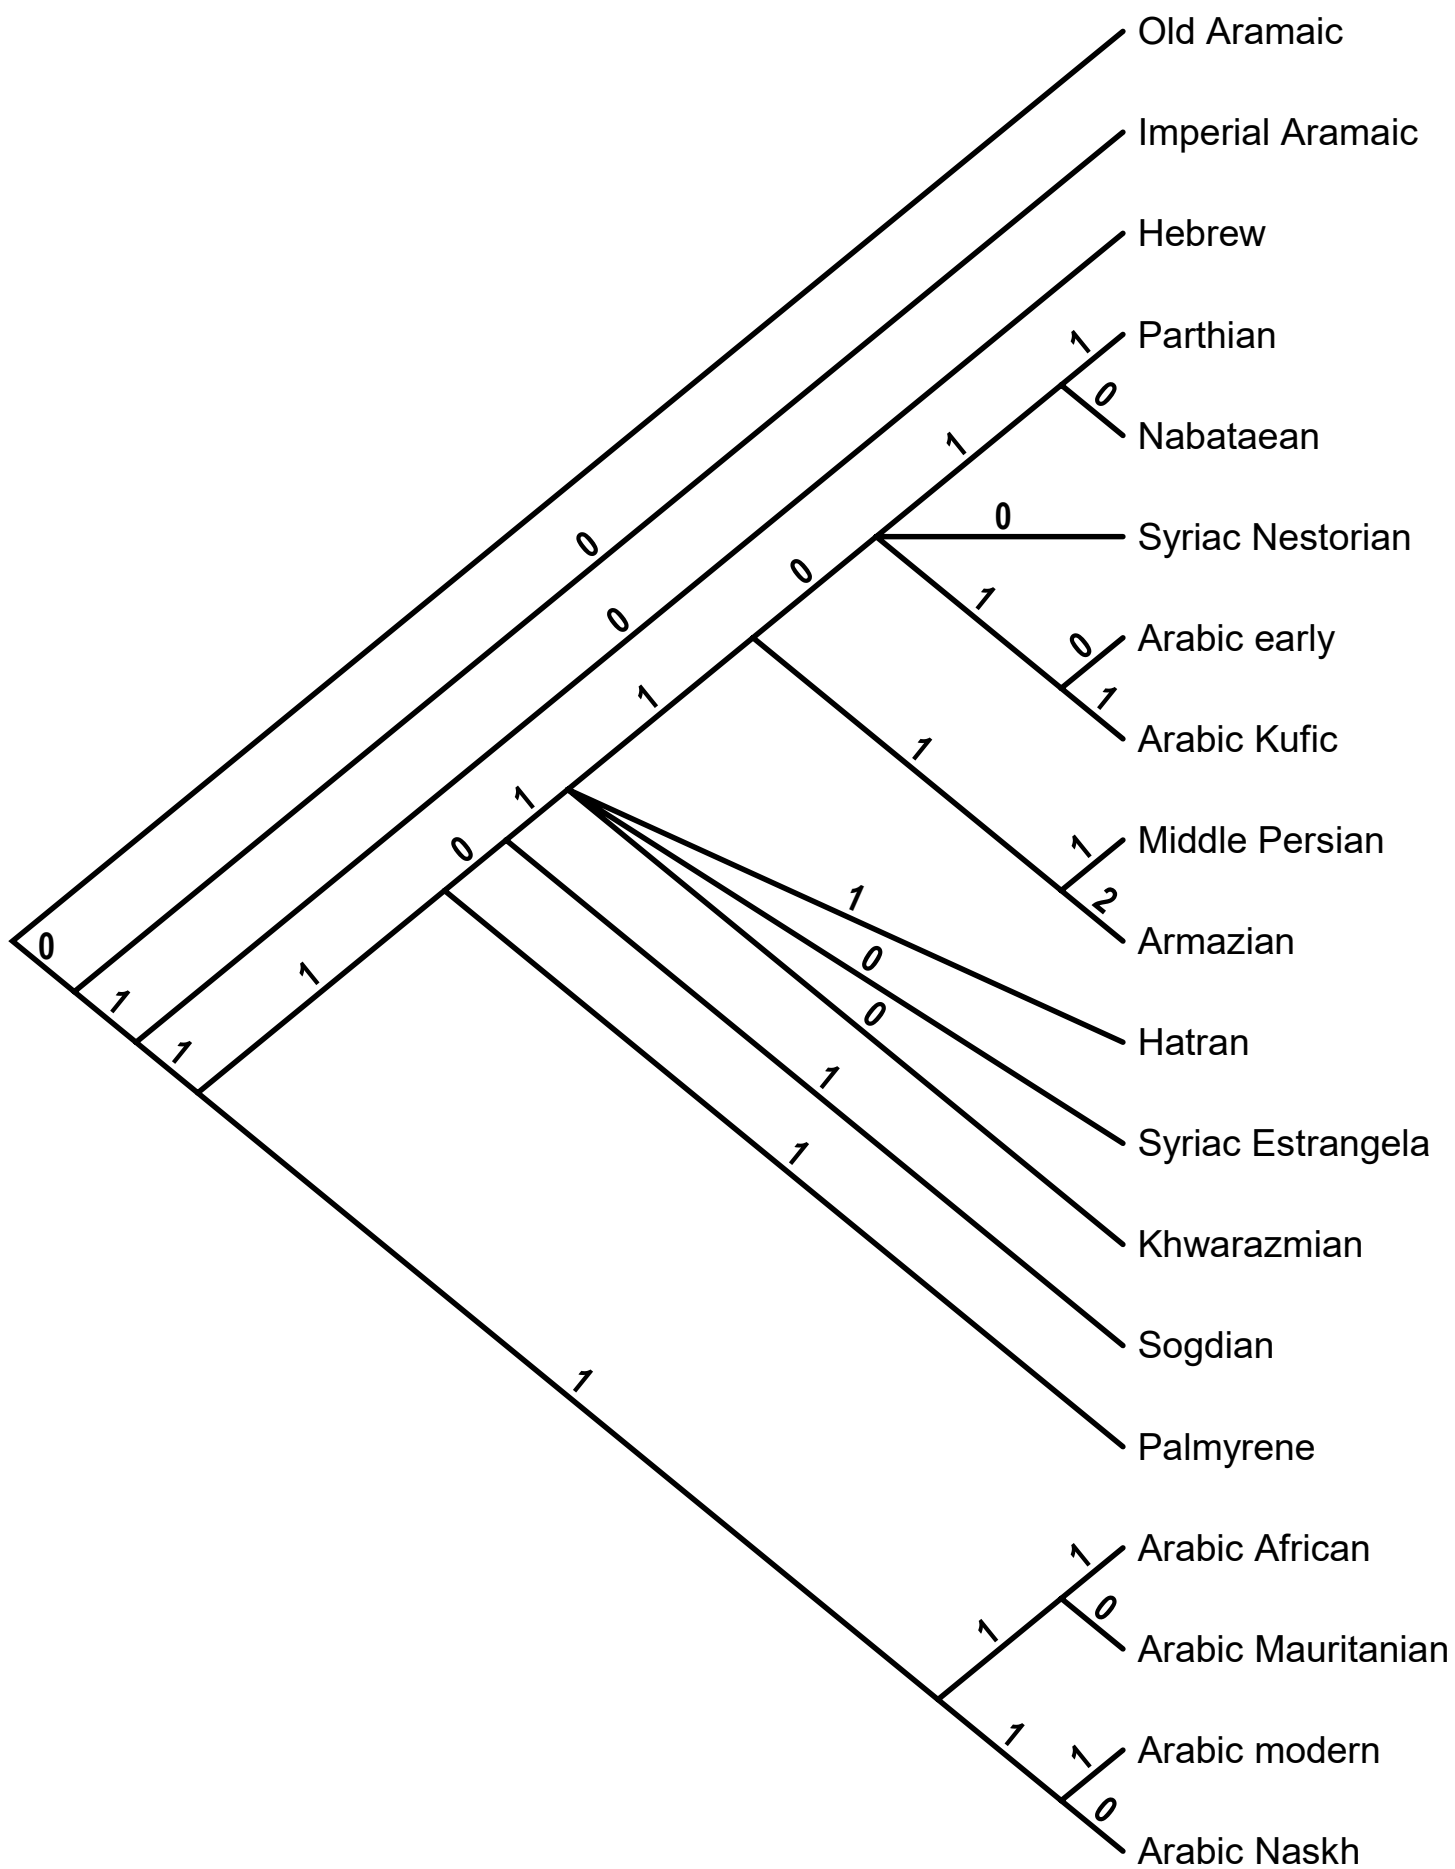 Old Aramaic
Imperial Aramaic
Hebrew
1 Parthian
0
1 Nabataean
0 Syriac Nestorian
0
0
1
0 Arabic early
0
1
1 Arabic Kufic
1
1
1 Middle Persian
0
1
2 Armazian
0
1
0
1
0 Hatran
1
1
1
1 Syriac Estrangela
Khwarazmian
Sogdian
1
Palmyrene
1 Arabic African
0
1 Arabic Mauritanian
1
1 Arabic modern
0
Arabic Naskh